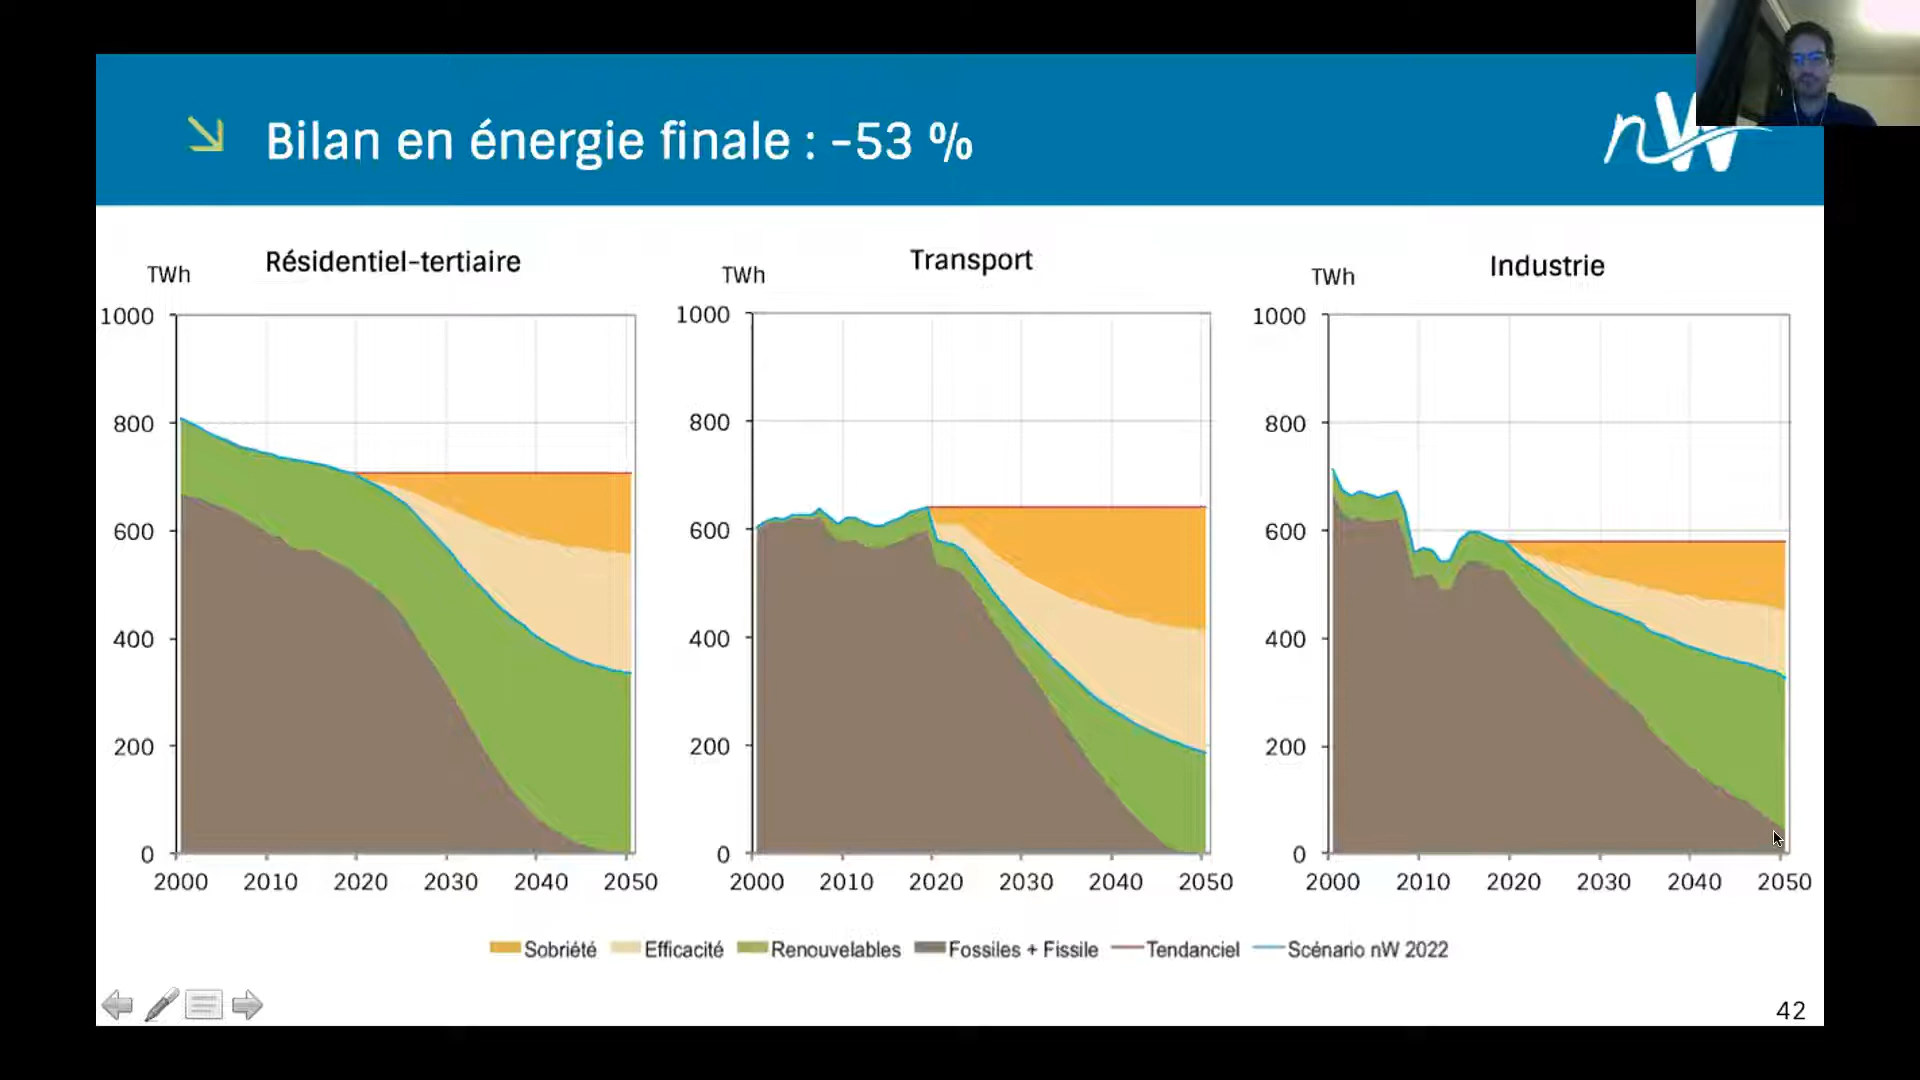 Bilan en énergie finale : -53 %
nW
Résidentiel-tertiaire
TWh
1000
800
600
400
200
0
2000 2010 2020 2030 2040 2050
Transport
TWh
1000
800
600
400
200
0
2000 2010 2020 2030 2040 2050
Industrie
TWh
1000
800
600
400
200
0
2000 2010 2020 2030 2040 2050
Sobriété Efficacité Renouvelables Fossiles + Fissile Tendanciel Scénario nW 2022
42